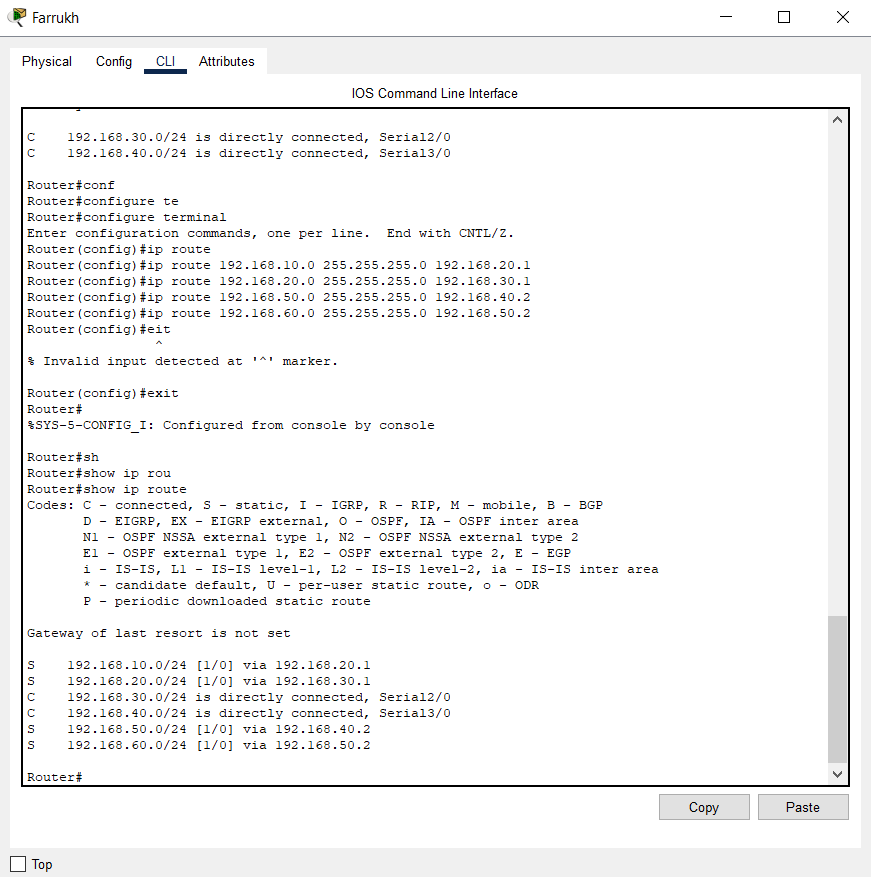 Farrukh
Physical Config CLI Attributes
IOS Command Line Interface
C    192.168.30.0/24 is directly connected, Serial2/0
C    192.168.40.0/24 is directly connected, Serial3/0
Router#conf
Router#configure te
Router#configure terminal
Enter configuration commands, one per line.  End with CNTL/Z.
Router(config)#ip route
Router(config)#ip route 192.168.10.0 255.255.255.0 192.168.20.1
Router(config)#ip route 192.168.20.0 255.255.255.0 192.168.30.1
Router(config)#ip route 192.168.50.0 255.255.255.0 192.168.40.2
Router(config)#ip route 192.168.60.0 255.255.255.0 192.168.50.2
Router(config)#eit
                ^
% Invalid input detected at '^' marker.
Router(config)#exit
Router#
%SYS-5-CONFIG_I: Configured from console by console
Router#sh
Router#show ip rou
Router#show ip route
Codes: C - connected, S - static, I - IGRP, R - RIP, M - mobile, B - BGP
       D - EIGRP, EX - EIGRP external, O - OSPF, IA - OSPF inter area
       N1 - OSPF NSSA external type 1, N2 - OSPF NSSA external type 2
       E1 - OSPF external type 1, E2 - OSPF external type 2, E - EGP
       i - IS-IS, L1 - IS-IS level-1, L2 - IS-IS level-2, ia - IS-IS inter area
       * - candidate default, U - per-user static route, o - ODR
       P - periodic downloaded static route
Gateway of last resort is not set
S    192.168.10.0/24 [1/0] via 192.168.20.1
S    192.168.20.0/24 [1/0] via 192.168.30.1
C    192.168.30.0/24 is directly connected, Serial2/0
C    192.168.40.0/24 is directly connected, Serial3/0
S    192.168.50.0/24 [1/0] via 192.168.40.2
S    192.168.60.0/24 [1/0] via 192.168.50.2
Router#
Copy Paste
Top